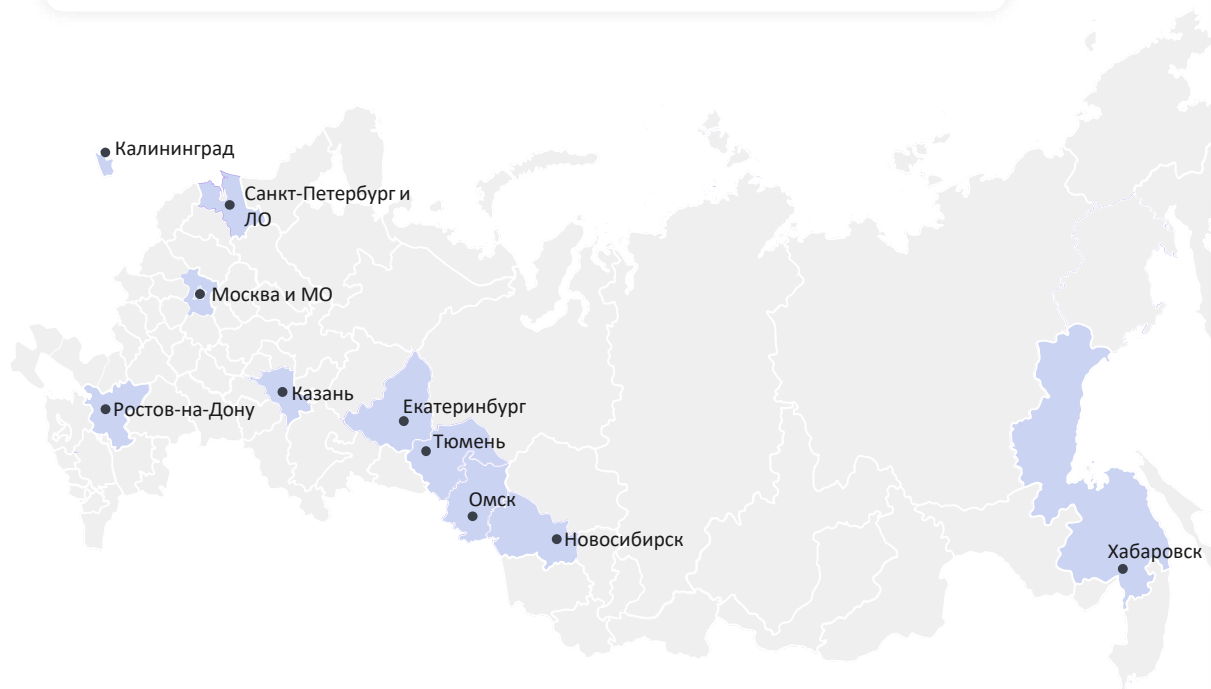 Калининград
Санкт-Петербург и
ЛО
Москва и МО
Казань
Ростов-на-Дону
Екатеринбург
Тюмень
Омск
Новосибирск
Хабаровск